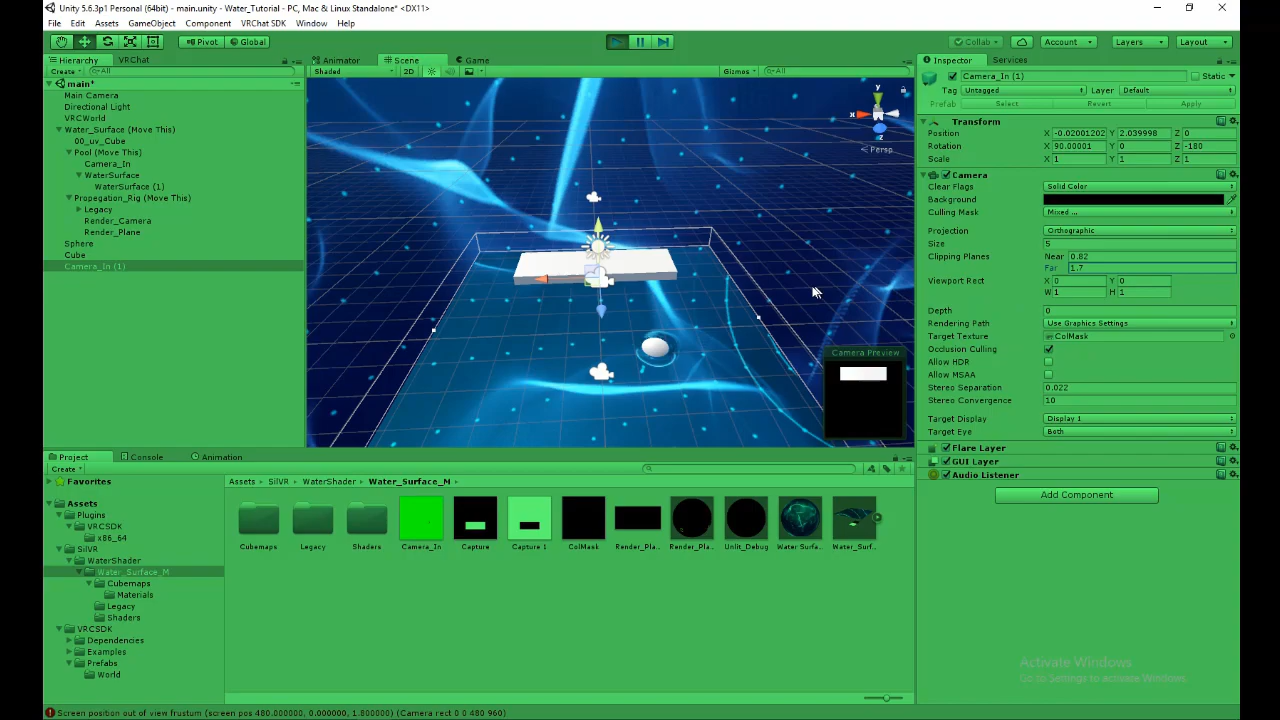 Unity 5.6.3p1 Personal (64bit) - main.unity - Water_Tutorial - PC, Mac & Linux Standalone* <DX11>
File Edit Assets GameObject Component VRChat SDK Window Help
Pivot Global Collab Account Layers Layout
Hierarchy VRChat
Create All
main*
Main Camera
Directional Light
VRCWorld
Water_Surface (Move This)
00_uv_Cube
Pool (Move This)
Camera_In
WaterSurface
WaterSurface (1)
Propegation_Rig (Move This)
Legacy
Render_Camera
Render_Plane
Sphere
Cube
Camera_In (1)
Animator Scene Game
Shaded 2D Gizmos All
y
x
z
Persp
Camera Preview
Inspector Services
Camera_In (1) Static
Tag Untagged Layer Default
Prefab Select Revert Apply
Transform
Position X -0.02001202 Y 2.039998 Z 0
Rotation X 90.00001 Y 0 Z -180
Scale X 1 Y 1 Z 1
Camera
Clear Flags Solid Color
Background
Culling Mask Mixed ...
Projection Orthographic
Size 5
Clipping Planes Near 0.82
Far 1.7
Viewport Rect X 0 Y 0
W 1 H 1
Depth 0
Rendering Path Use Graphics Settings
Target Texture ColMask
Occlusion Culling
Allow HDR
Allow MSAA
Stereo Separation 0.022
Stereo Convergence 10
Target Display Display 1
Target Eye Both
Flare Layer
GUI Layer
Audio Listener
Add Component
Project Console Animation
Create
Favorites
Assets
Plugins
VRCSDK
x86_64
SilVR
WaterShader
Water_Surface_M
Cubemaps
Materials
Legacy
Shaders
VRCSDK
Dependencies
Examples
Prefabs
World
Assets SilVR WaterShader Water_Surface_M
Cubemaps Legacy Shaders Camera_In Capture Capture 1 ColMask Render_Pla.. Render_Pla.. Unlit_Debug Water Surfa.. Water_Surf..
Activate Windows
Go to Settings to activate Windows.
Screen position out of view frustum (screen pos 480.000000, 0.000000, 1.800000) (Camera rect 0 0 480 960)